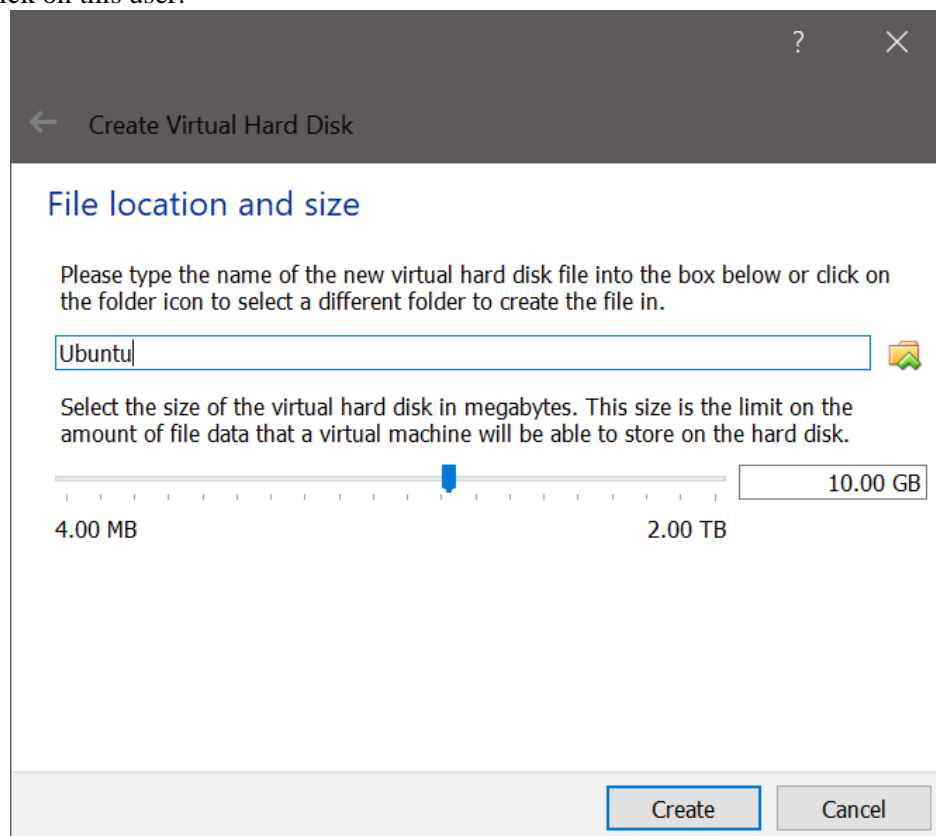 ick on this user.
?
Create Virtual Hard Disk
File location and size
Please type the name of the new virtual hard disk file into the box below or click on
the folder icon to select a different folder to create the file in.
Ubuntu
Select the size of the virtual hard disk in megabytes. This size is the limit on the
amount of file data that a virtual machine will be able to store on the hard disk.
10.00 GB
4.00 MB 2.00 TB
Create Cancel